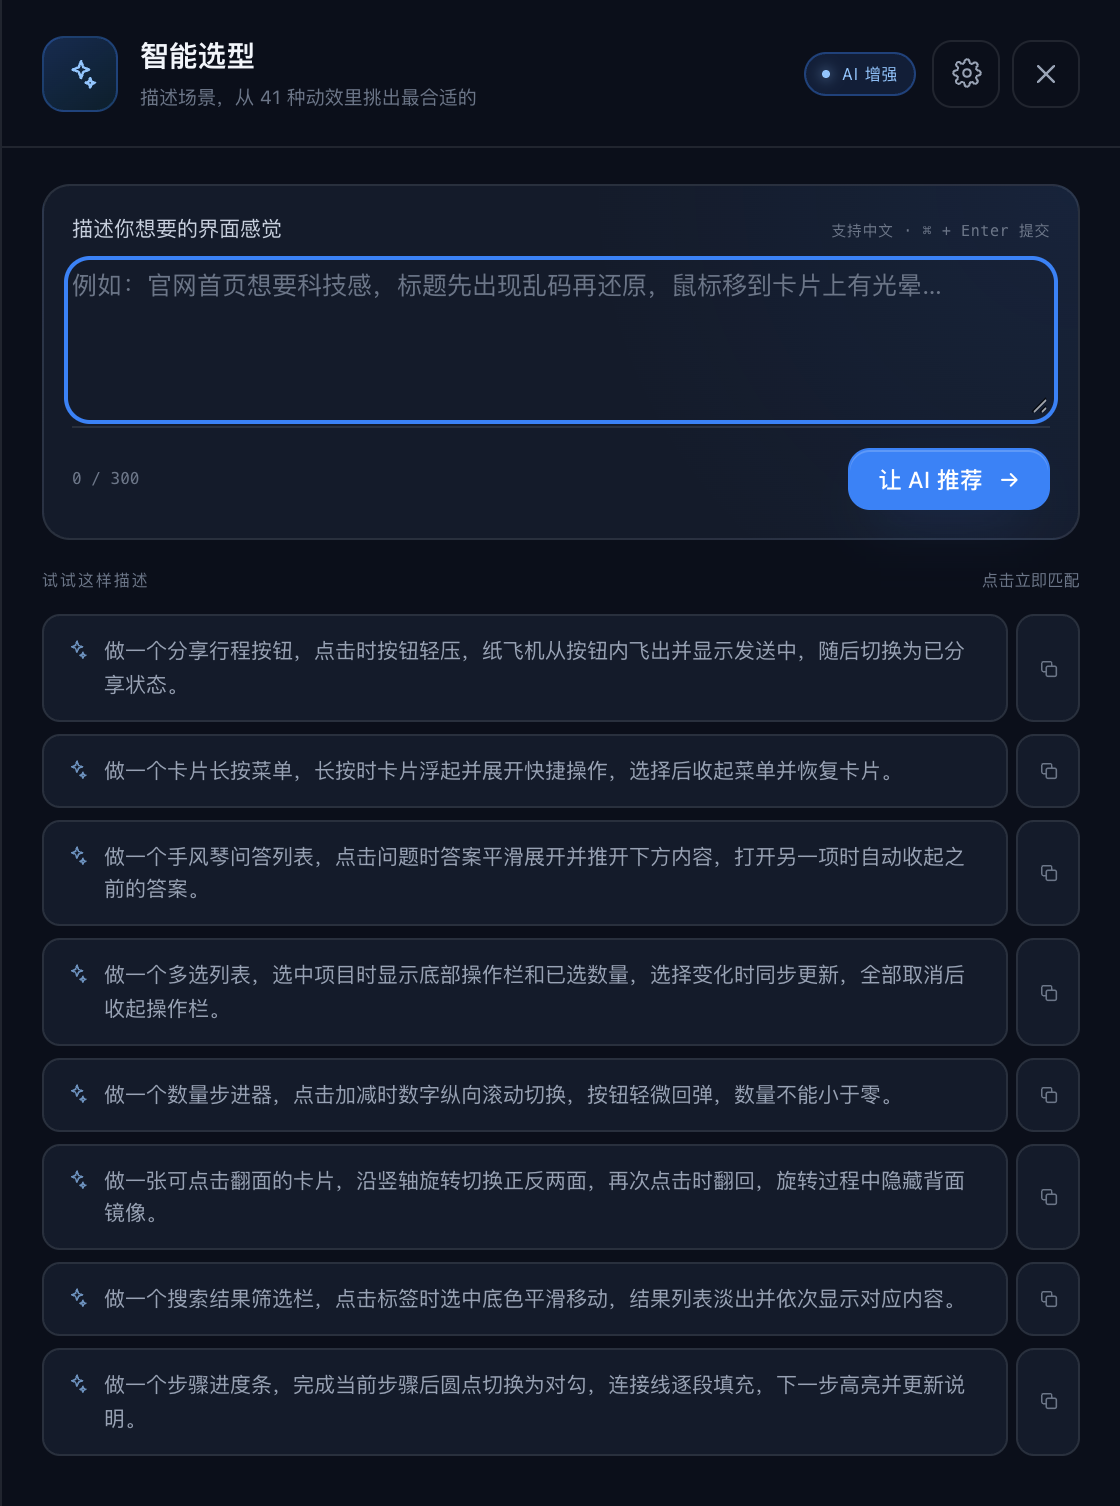 智能选型
描述场景，从 41 种动效里挑出最合适的
AI 增强
描述你想要的界面感觉
支持中文 · ⌘ + Enter 提交
例如：官网首页想要科技感，标题先出现乱码再还原，鼠标移到卡片上有光晕...
0 / 300
让 AI 推荐 →
试试这样描述
点击立即匹配
做一个分享行程按钮，点击时按钮轻压，纸飞机从按钮内飞出并显示发送中，随后切换为已分
享状态。
做一个卡片长按菜单，长按时卡片浮起并展开快捷操作，选择后收起菜单并恢复卡片。
做一个手风琴问答列表，点击问题时答案平滑展开并推开下方内容，打开另一项时自动收起之
前的答案。
做一个多选列表，选中项目时显示底部操作栏和已选数量，选择变化时同步更新，全部取消后
收起操作栏。
做一个数量步进器，点击加减时数字纵向滚动切换，按钮轻微回弹，数量不能小于零。
做一张可点击翻面的卡片，沿竖轴旋转切换正反两面，再次点击时翻回，旋转过程中隐藏背面
镜像。
做一个搜索结果筛选栏，点击标签时选中底色平滑移动，结果列表淡出并依次显示对应内容。
做一个步骤进度条，完成当前步骤后圆点切换为对勾，连接线逐段填充，下一步高亮并更新说
明。